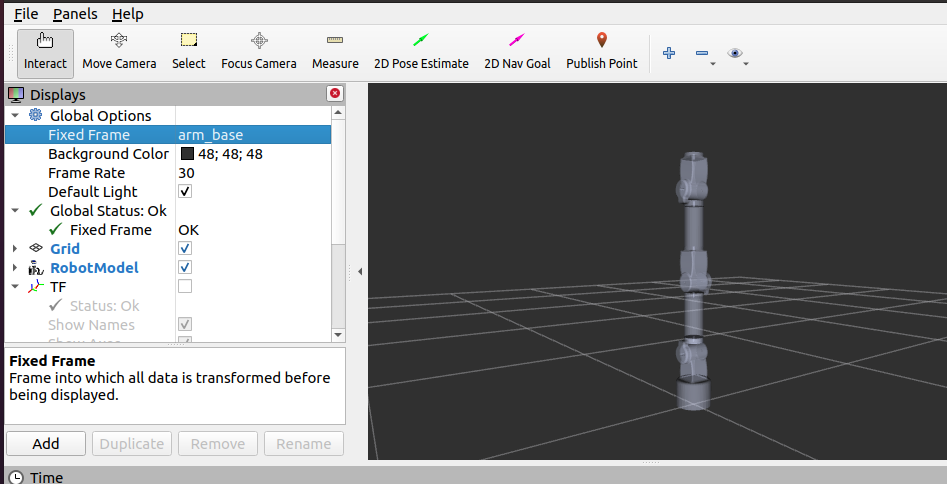 File Panels Help
Interact Move Camera Select Focus Camera Measure 2D Pose Estimate 2D Nav Goal Publish Point
Displays
Global Options
Fixed Frame arm_base
Background Color 48; 48; 48
Frame Rate 30
Default Light
Global Status: Ok
Fixed Frame OK
Grid
RobotModel
TF
Status: Ok
Show Names
Show Axes
Fixed Frame
Frame into which all data is transformed before
being displayed.
Add Duplicate Remove Rename
Time